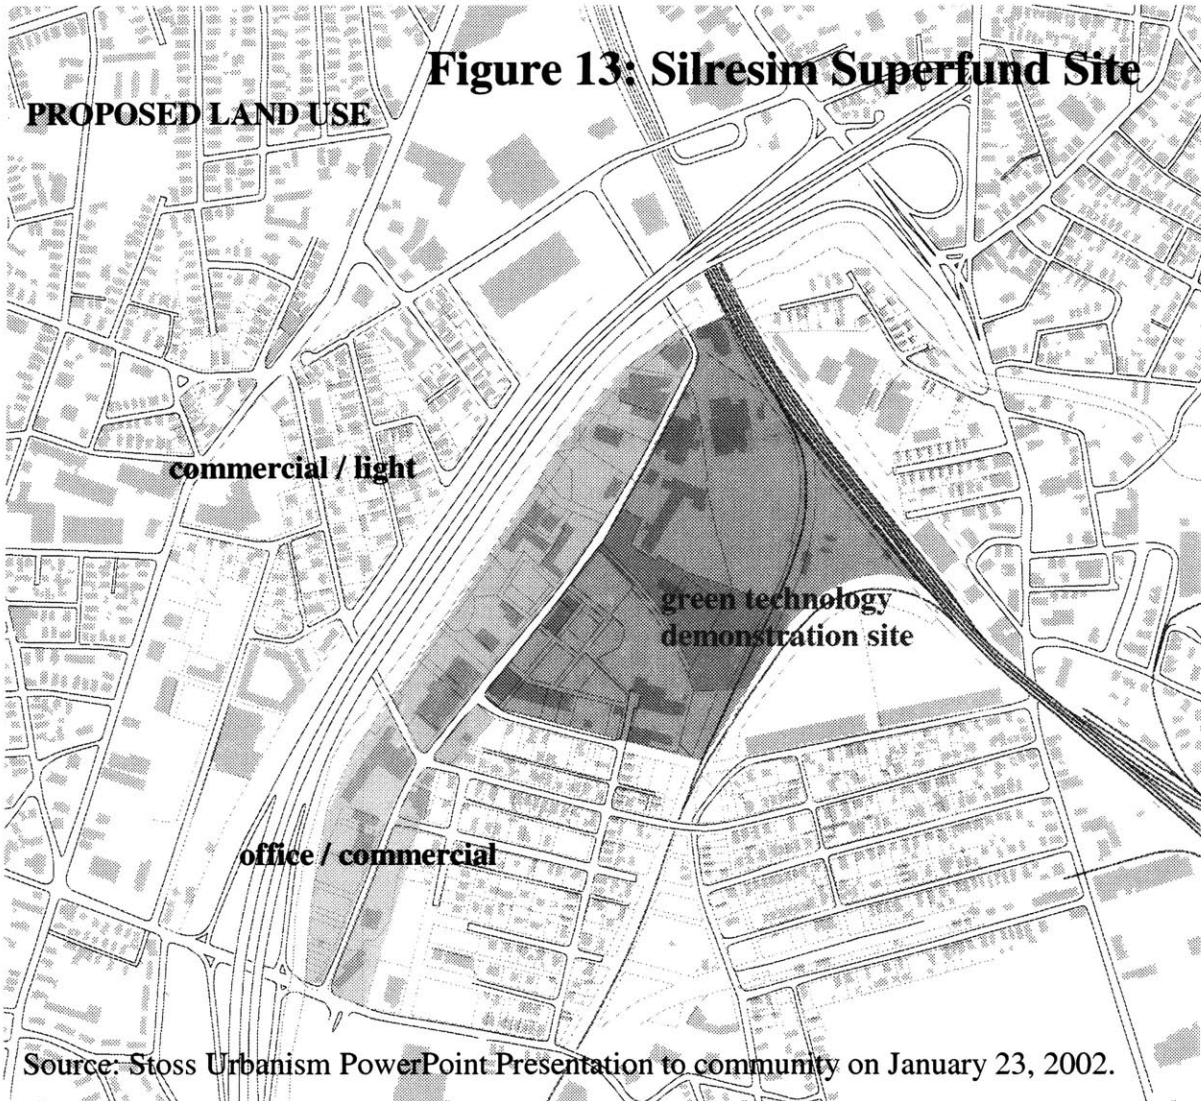 Figure 13: Silresim Superfund Site
PROPOSED LAND USE
commercial / light
green technology
demonstration site
office / commercial
Source: Stoss Urbanism PowerPoint Presentation to community on January 23, 2002.